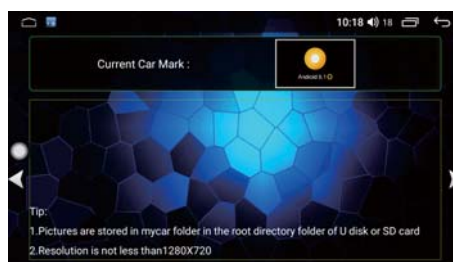 10:18 18
Current Car Mark :
Android 8.1
Tip:
1.Pictures are stored in mycar folder in the root directory folder of U disk or SD card
2.Resolution is not less than1280X720